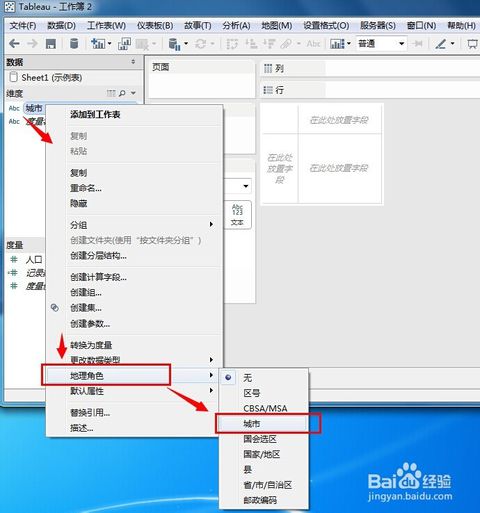 Tableau - 工作簿 2
文件(F) 数据(D) 工作表(W) 仪表板(B) 故事(T) 分析(A) 地图(M) 设置格式(O) 服务器(S) 窗口(N) 帮助(H)
普通
数据
Sheet1 (示例表)
维度
Abc 城市
Abc 度量名
度量
人口
记录
度量值
页面
列
行
在此处放置字段
在此处
放置字
段
在此处放置字段
Abc
123
文本
添加到工作表
复制
粘贴
复制
重命名...
隐藏
分组
创建文件夹(使用“按文件夹分组”)
创建分层结构...
创建计算字段...
创建组...
创建集...
创建参数...
转换为度量
更改数据类型
地理角色
默认属性
替换引用...
描述...
无
区号
CBSA/MSA
城市
国会选区
国家/地区
县
省/市/自治区
邮政编码
Bai du 经验
jingyan.baidu.com